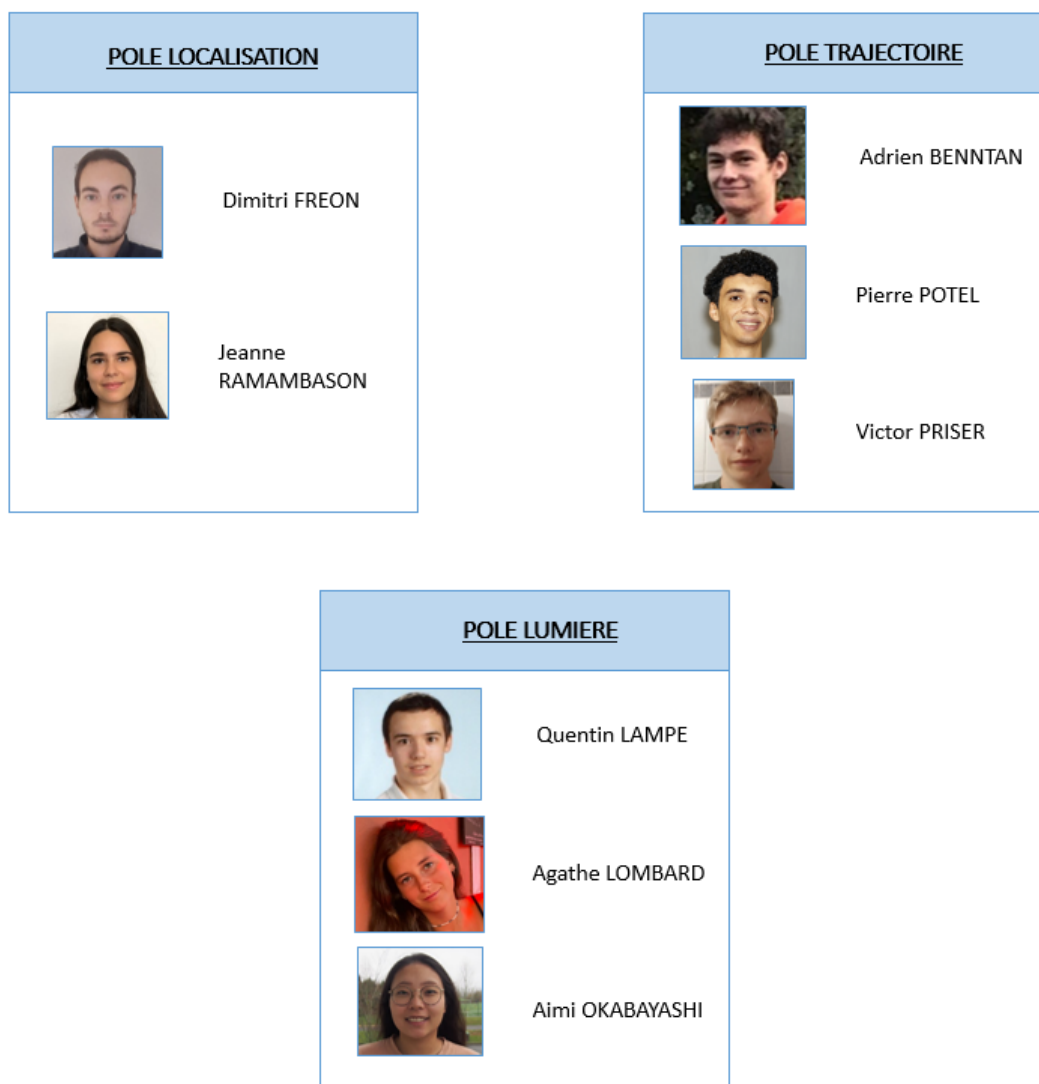 POLE LOCALISATION
Dimitri FREON
Jeanne
RAMAMBASON
POLE TRAJECTOIRE
Adrien BENNTAN
Pierre POTEL
Victor PRISER
POLE LUMIERE
Quentin LAMPE
Agathe LOMBARD
Aimi OKABAYASHI